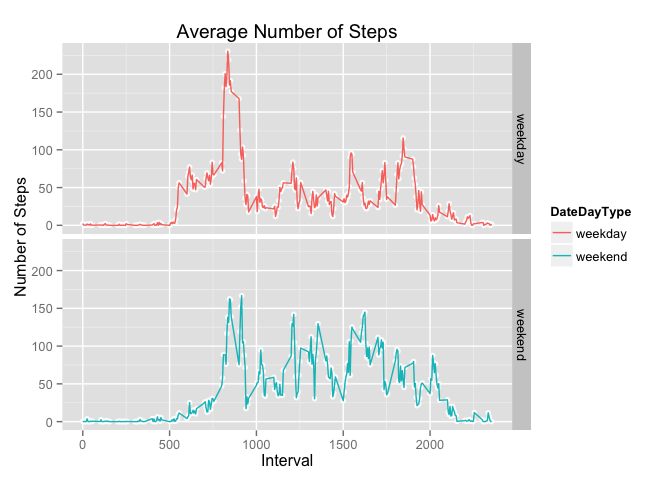 Average Number of Steps
Number of Steps
200
150
100
50
0
weekday
200
150
100
50
0
weekend
0 500 1000 1500 2000
Interval
DateDayType
weekday
weekend